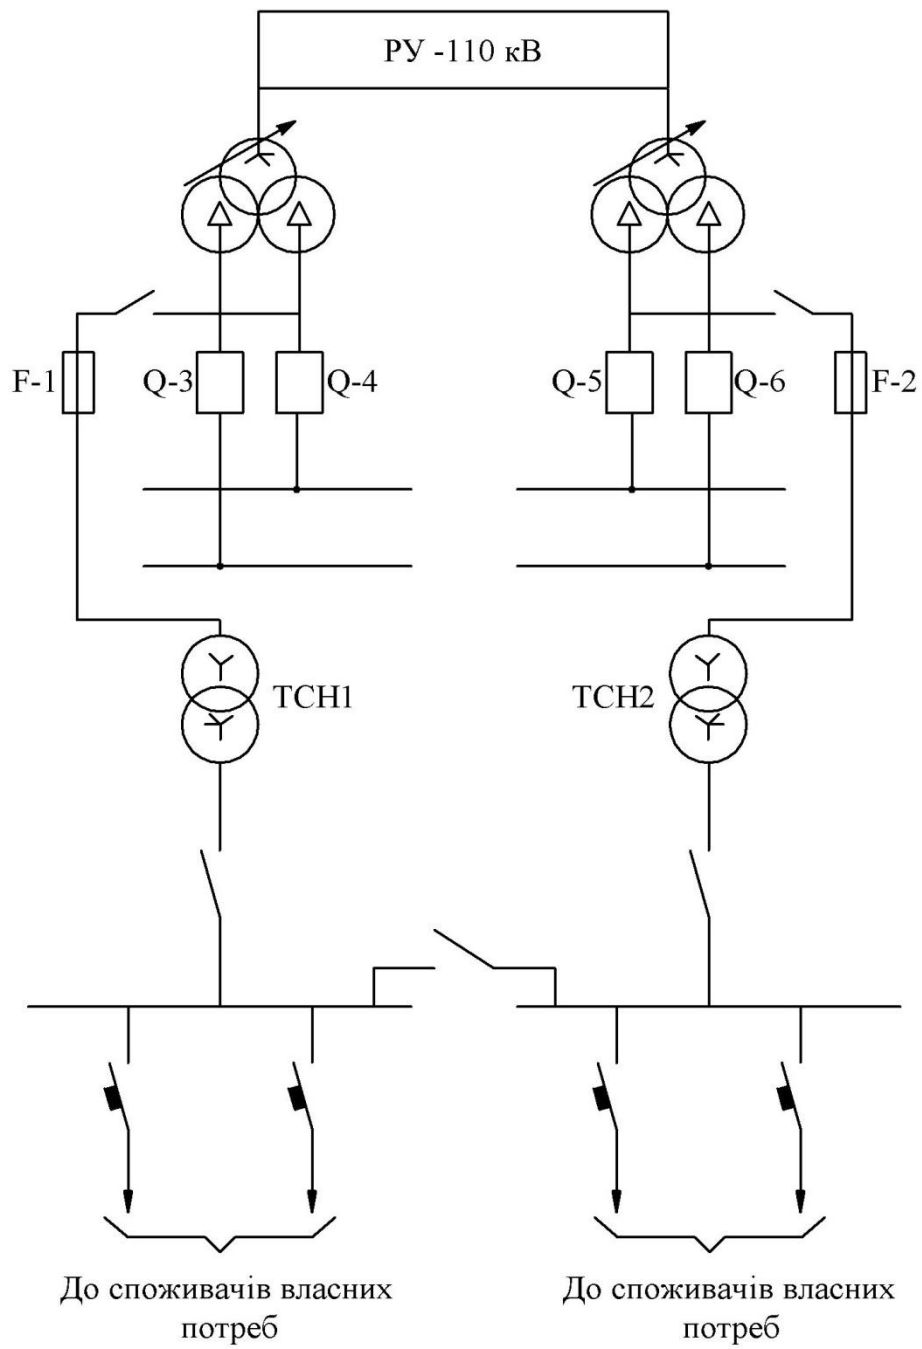 РУ -110 кВ
F-1
Q-3
Q-4
Q-5
Q-6
F-2
ТСН1
ТСН2
До споживачів власних
потреб
До споживачів власних
потреб